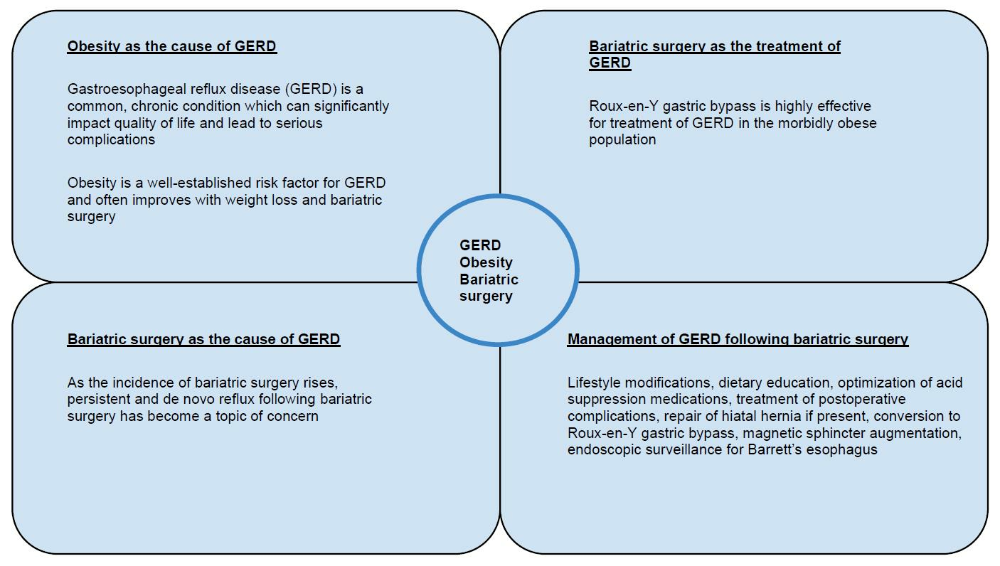 Obesity as the cause of GERD
Gastroesophageal reflux disease (GERD) is a
common, chronic condition which can significantly
impact quality of life and lead to serious
complications
Obesity is a well-established risk factor for GERD
and often improves with weight loss and bariatric
surgery
Bariatric surgery as the treatment of
GERD
Roux-en-Y gastric bypass is highly effective
for treatment of GERD in the morbidly obese
population
GERD
Obesity
Bariatric
surgery
Bariatric surgery as the cause of GERD
As the incidence of bariatric surgery rises,
persistent and de novo reflux following bariatric
surgery has become a topic of concern
Management of GERD following bariatric surgery
Lifestyle modifications, dietary education, optimization of acid
suppression medications, treatment of postoperative
complications, repair of hiatal hernia if present, conversion to
Roux-en-Y gastric bypass, magnetic sphincter augmentation,
endoscopic surveillance for Barrett’s esophagus